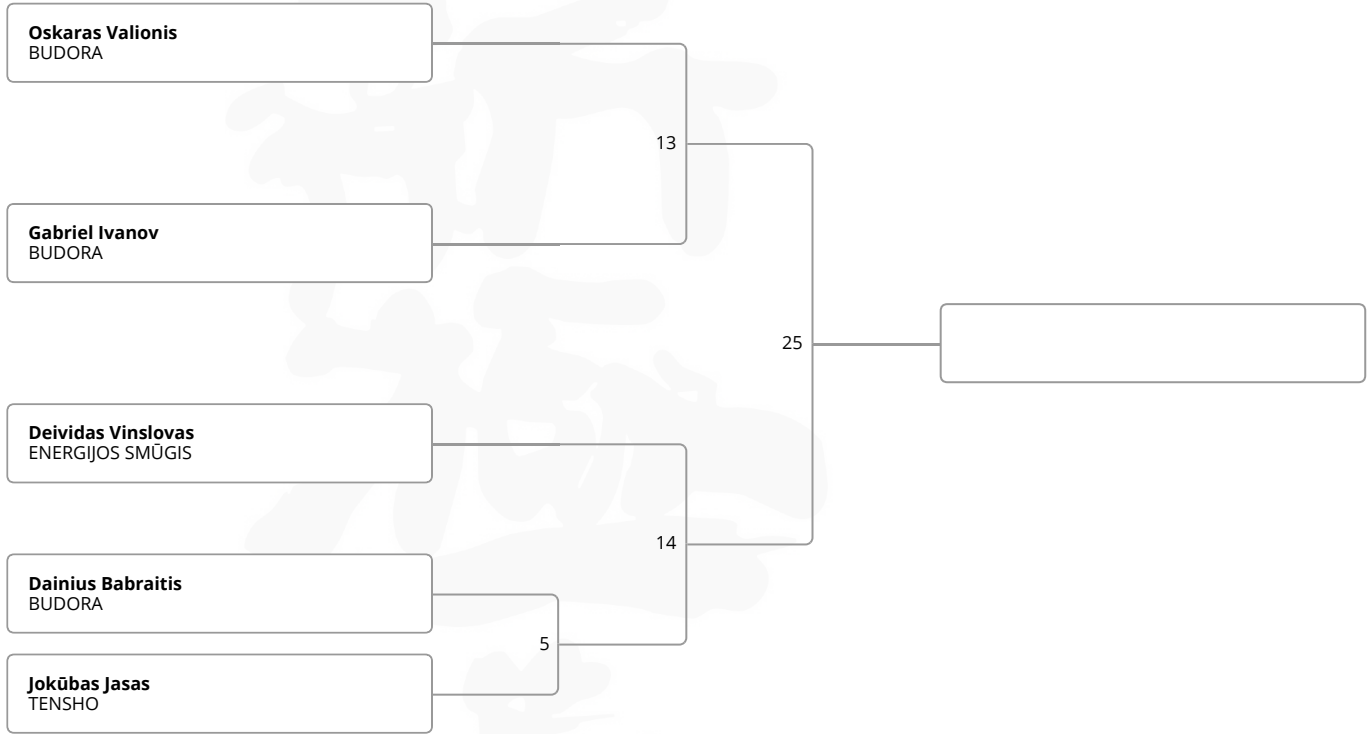 Oskaras Valionis
BUDORA
13
Gabriel Ivanov
BUDORA
25
Deividas Vinslovas
ENERGIJOS SMŪGIS
14
Dainius Babraitis
BUDORA
5
Jokūbas Jasas
TENSHO